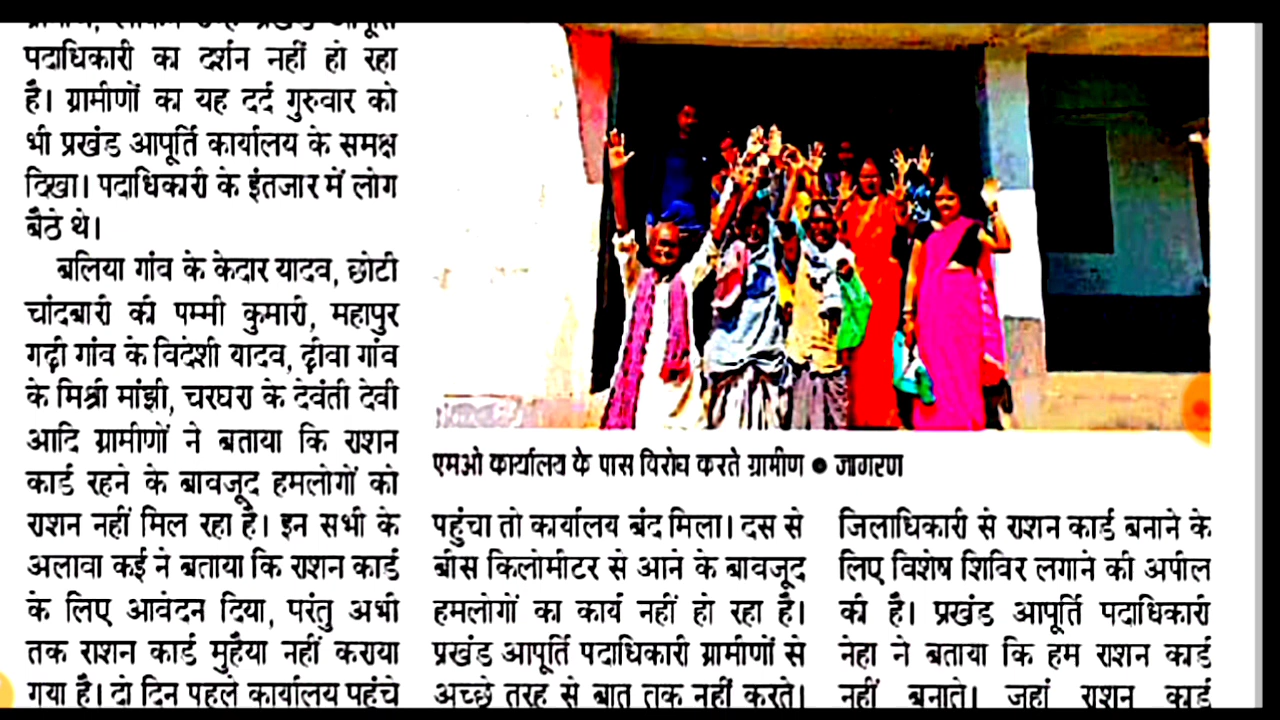 पदाधिकारी का दर्शन नहीं हो रहा
है। ग्रामीणों का यह दर्द गुरुवार को
भी प्रखंड आपूर्ति कार्यालय के समक्ष
दिखा। पदाधिकारी के इंतजार में लोग
बैठे थे।
बलिया गांव के केदार यादव, छोटी
चांदबारी की पम्मी कुमारी, महापुर
गढ़ी गांव के विदेशी यादव, ढ़ीवा गांव
के मिश्री मांझी, चरघरा के देवंती देवी
आदि ग्रामीणों ने बताया कि राशन
कार्ड रहने के बावजूद हमलोगों को
राशन नहीं मिल रहा है। इन सभी के
अलावा कई ने बताया कि राशन कार्ड
के लिए आवेदन दिया, परंतु अभी
तक राशन कार्ड मुहैया नहीं कराया
गया है। दो दिन पहले कार्यालय पहुंचे
एमओ कार्यालय के पास विरोध करते ग्रामीण ● जागरण
पहुंचा तो कार्यालय बंद मिला। दस से
बीस किलोमीटर से आने के बावजूद
हमलोगों का कार्य नहीं हो रहा है।
प्रखंड आपूर्ति पदाधिकारी ग्रामीणों से
अच्छे तरह से बात तक नहीं करते।
जिलाधिकारी से राशन कार्ड बनाने के
लिए विशेष शिविर लगाने की अपील
की है। प्रखंड आपूर्ति पदाधिकारी
नेहा ने बताया कि हम राशन कार्ड
नहीं बनाते। जहां राशन कार्ड